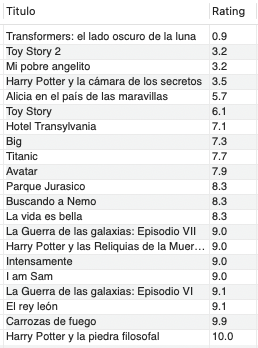 Titulo Rating
Transformers: el lado oscuro de la luna 0.9
Toy Story 2 3.2
Mi pobre angelito 3.2
Harry Potter y la cámara de los secretos 3.5
Alicia en el país de las maravillas 5.7
Toy Story 6.1
Hotel Transylvania 7.1
Big 7.3
Titanic 7.7
Avatar 7.9
Parque Jurasico 8.3
Buscando a Nemo 8.3
La vida es bella 8.3
La Guerra de las galaxias: Episodio VII 9.0
Harry Potter y las Reliquias de la Muer... 9.0
Intensamente 9.0
I am Sam 9.0
La Guerra de las galaxias: Episodio VI 9.1
El rey león 9.1
Carrozas de fuego 9.9
Harry Potter y la piedra filosofal 10.0